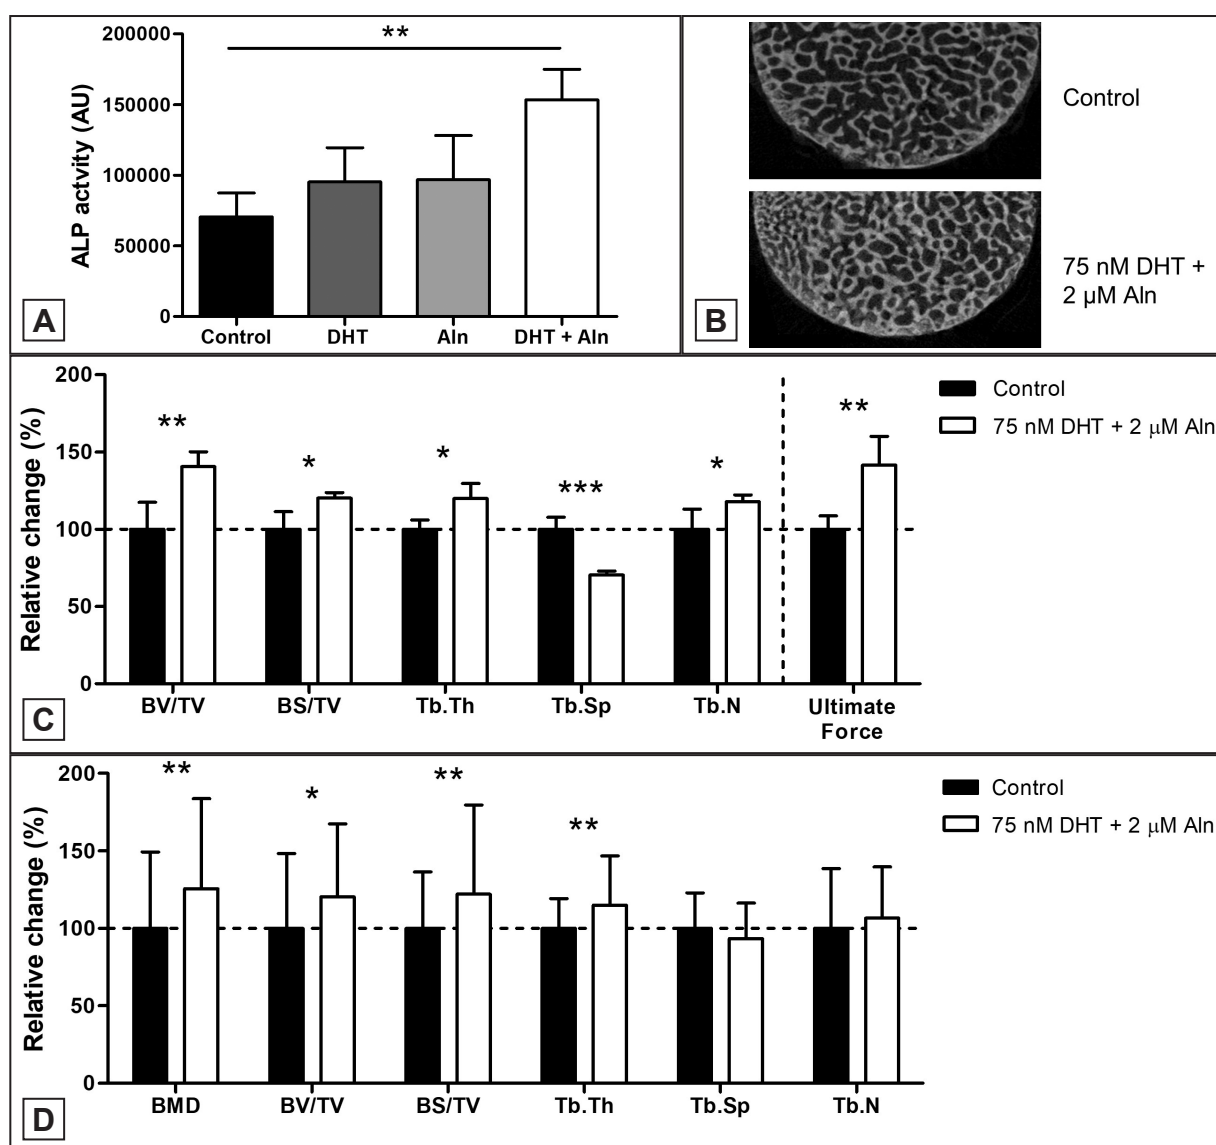 200000
150000
100000
50000
0
ALP actvity (AU)
**
Control
DHT
Aln
DHT + Aln
A
Control
75 nM DHT +
2 µM Aln
B
200
150
100
50
0
Relative change (%)
**
*
*
***
*
**
BV/TV
BS/TV
Tb.Th
Tb.Sp
Tb.N
Ultimate
Force
Control
75 nM DHT + 2 µM Aln
C
200
150
100
50
0
Relative change (%)
**
*
**
**
BMD
BV/TV
BS/TV
Tb.Th
Tb.Sp
Tb.N
Control
75 nM DHT + 2 µM Aln
D